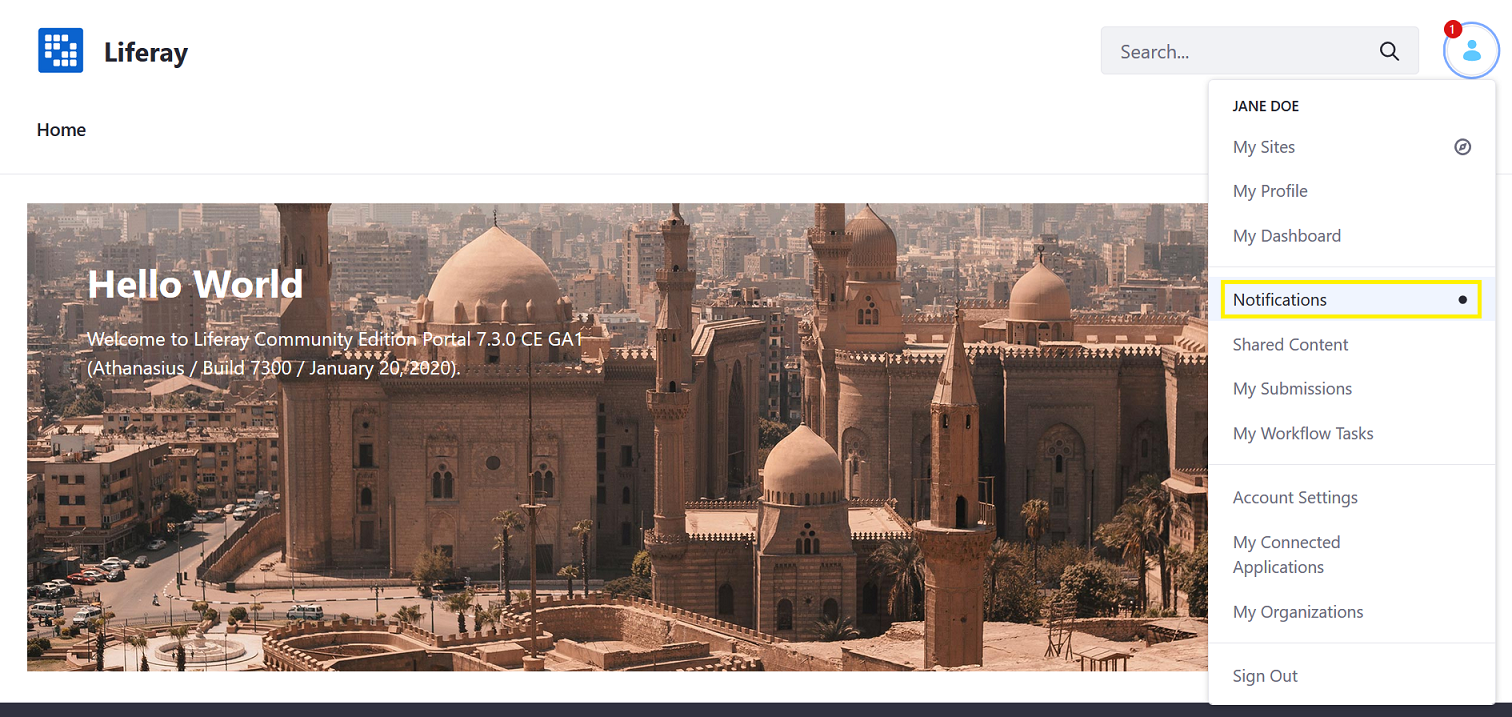 Liferay
Search...
1
Home
JANE DOE
My Sites
My Profile
My Dashboard
Notifications
Shared Content
My Submissions
My Workflow Tasks
Account Settings
My Connected
Applications
My Organizations
Sign Out
Hello World
Welcome to Liferay Community Edition Portal 7.3.0 CE GA1
(Athanasius / Build 7300 / January 20, 2020).